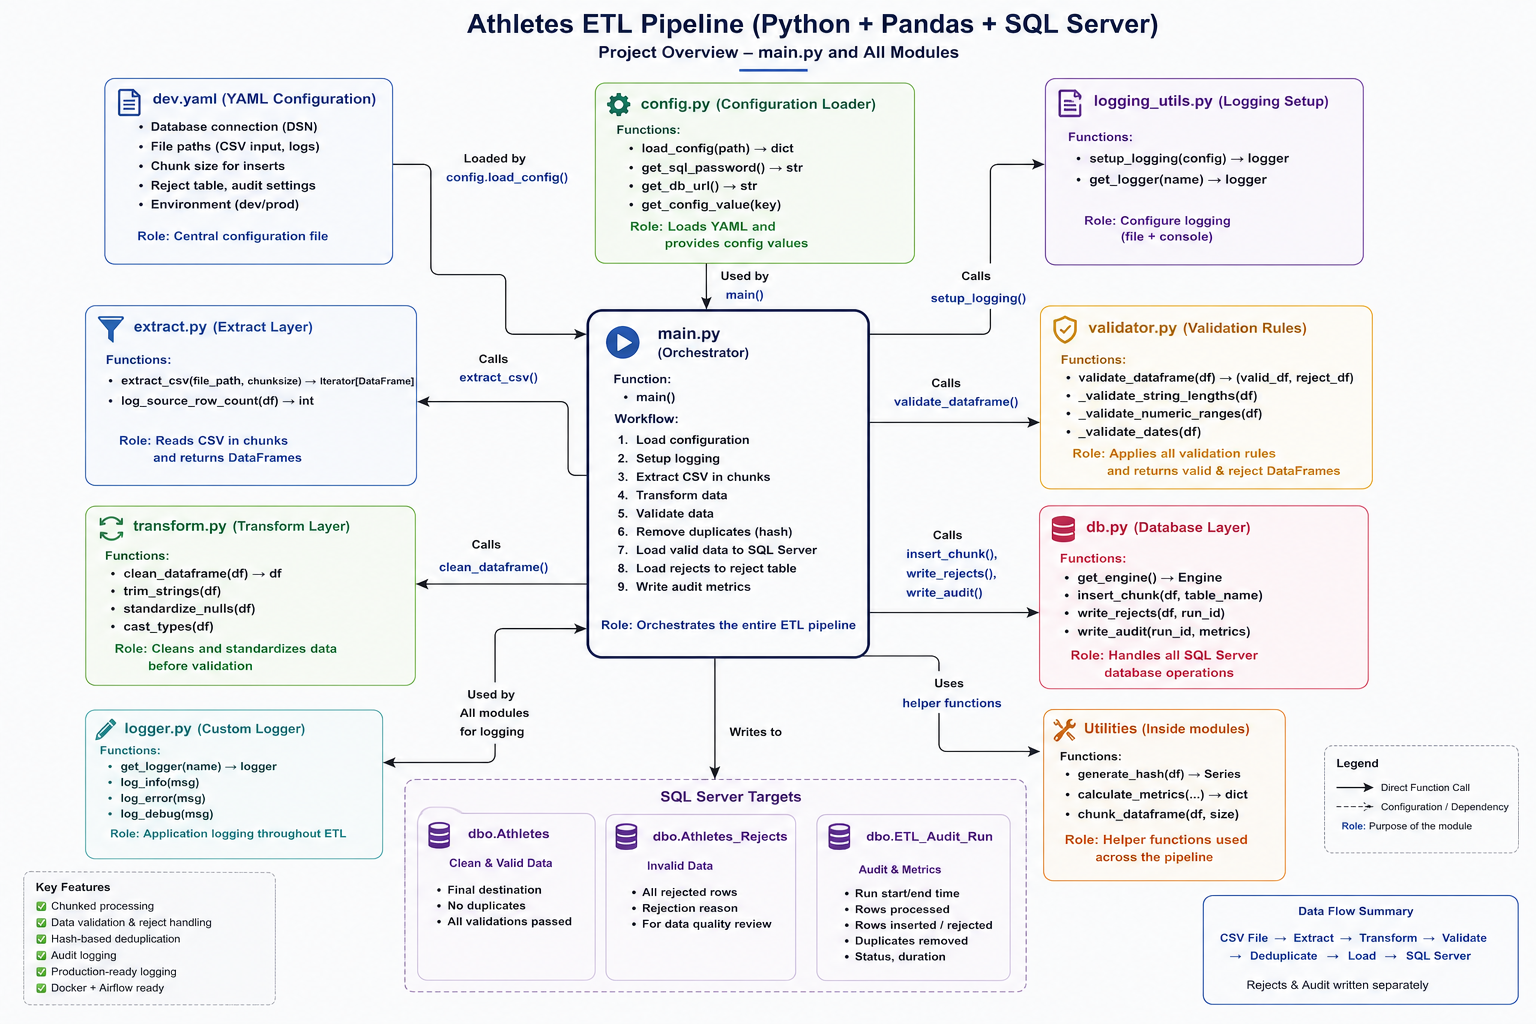 Athletes ETL Pipeline (Python + Pandas + SQL Server)
Project Overview – main.py and All Modules
dev.yaml (YAML Configuration)
• Database connection (DSN)
• File paths (CSV input, logs)
• Chunk size for inserts
• Reject table, audit settings
• Environment (dev/prod)
Role: Central configuration file
Loaded by
config.load_config()
config.py (Configuration Loader)
Functions:
• load_config(path) → dict
• get_sql_password() → str
• get_db_url() → str
• get_config_value(key)
Role: Loads YAML and
provides config values
Used by
main()
logging_utils.py (Logging Setup)
Functions:
• setup_logging(config) → logger
• get_logger(name) → logger
Role: Configure logging
(file + console)
Calls
setup_logging()
extract.py (Extract Layer)
Functions:
• extract_csv(file_path, chunksize) → Iterator[DataFrame]
• log_source_row_count(df) → int
Role: Reads CSV in chunks
and returns DataFrames
Calls
extract_csv()
main.py
(Orchestrator)
Function:
• main()
Workflow:
1. Load configuration
2. Setup logging
3. Extract CSV in chunks
4. Transform data
5. Validate data
6. Remove duplicates (hash)
7. Load valid data to SQL Server
8. Load rejects to reject table
9. Write audit metrics
Role: Orchestrates the entire ETL pipeline
Calls
validate_dataframe()
validator.py (Validation Rules)
Functions:
• validate_dataframe(df) → (valid_df, reject_df)
• _validate_string_lengths(df)
• _validate_numeric_ranges(df)
• _validate_dates(df)
Role: Applies all validation rules
and returns valid & reject DataFrames
transform.py (Transform Layer)
Functions:
• clean_dataframe(df) → df
• trim_strings(df)
• standardize_nulls(df)
• cast_types(df)
Role: Cleans and standardizes data
before validation
Calls
clean_dataframe()
Calls
insert_chunk(),
write_rejects(),
write_audit()
db.py (Database Layer)
Functions:
• get_engine() → Engine
• insert_chunk(df, table_name)
• write_rejects(df, run_id)
• write_audit(run_id, metrics)
Role: Handles all SQL Server
database operations
logger.py (Custom Logger)
Functions:
• get_logger(name) → logger
• log_info(msg)
• log_error(msg)
• log_debug(msg)
Role: Application logging throughout ETL
Used by
All modules
for logging
Writes to
Uses
helper functions
Utilities (Inside modules)
Functions:
• generate_hash(df) → Series
• calculate_metrics(...) → dict
• chunk_dataframe(df, size)
Role: Helper functions used
across the pipeline
Legend
Direct Function Call
Configuration / Dependency
Role: Purpose of the module
SQL Server Targets
dbo.Athletes
Clean & Valid Data
• Final destination
• No duplicates
• All validations passed
dbo.Athletes_Rejects
Invalid Data
• All rejected rows
• Rejection reason
• For data quality review
dbo.ETL_Audit_Run
Audit & Metrics
• Run start/end time
• Rows processed
• Rows inserted / rejected
• Duplicates removed
• Status, duration
Key Features
✅ Chunked processing
✅ Data validation & reject handling
✅ Hash-based deduplication
✅ Audit logging
✅ Production-ready logging
✅ Docker + Airflow ready
Data Flow Summary
CSV File → Extract → Transform → Validate
→ Deduplicate → Load → SQL Server
Rejects & Audit written separately